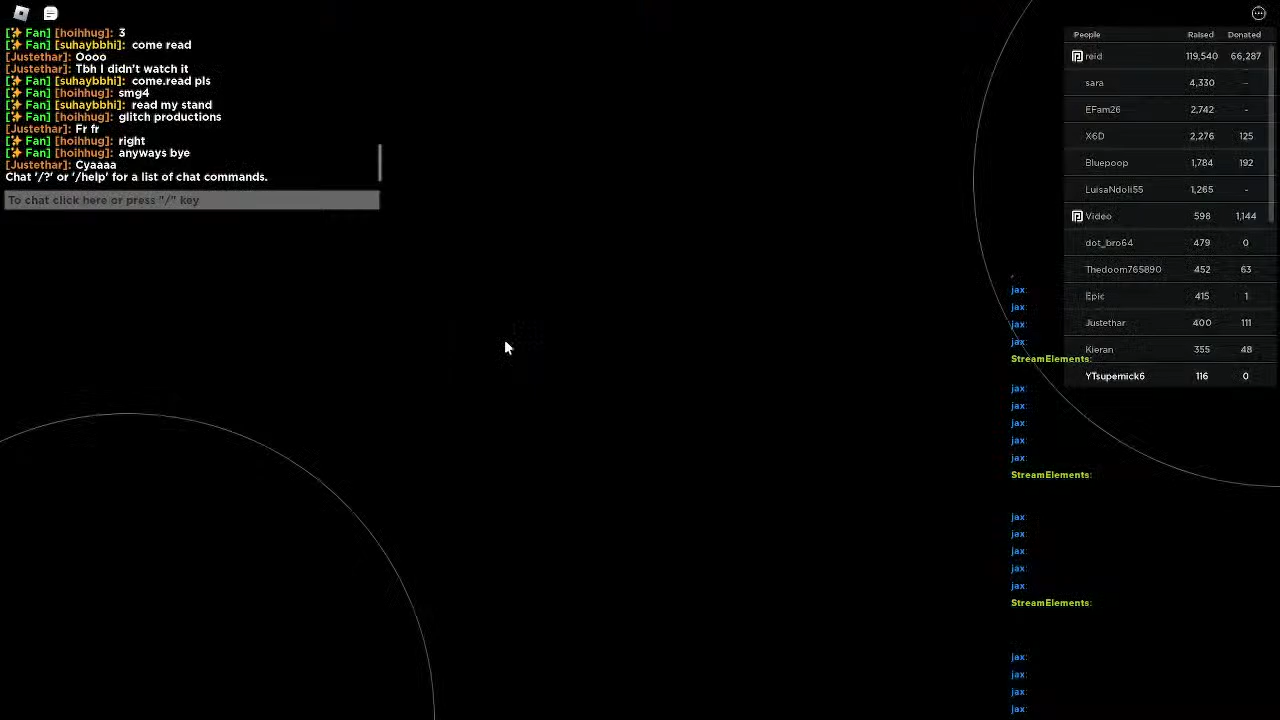 [✨ Fan] [hoihhug]: 3
[✨ Fan] [suhaybbhi]: come read
[Justethar]: Oooo
[Justethar]: Tbh I didn't watch it
[✨ Fan] [suhaybbhi]: come.read pls
[✨ Fan] [hoihhug]: smg4
[✨ Fan] [suhaybbhi]: read my stand
[✨ Fan] [hoihhug]: glitch productions
[Justethar]: Fr fr
[✨ Fan] [hoihhug]: right
[✨ Fan] [hoihhug]: anyways bye
[Justethar]: Cyaaaa
Chat '/?' or '/help' for a list of chat commands.
To chat click here or press "/" key
People Raised Donated
reid 119,540 66,287
sara 4,330 -
EFam26 2,742 -
X6D 2,276 125
Bluepoop 1,784 192
LuisaNdoli55 1,265 -
Video 598 1,144
dot_bro64 479 0
Thedoom765890 452 63
Epic 415 1
Justethar 400 111
Kieran 355 48
YTsupernick6 116 0
jax:
jax:
jax:
jax:
StreamElements:
jax:
jax:
jax:
jax:
jax:
StreamElements:
jax:
jax:
jax:
jax:
jax:
StreamElements:
jax:
jax:
jax:
jax: